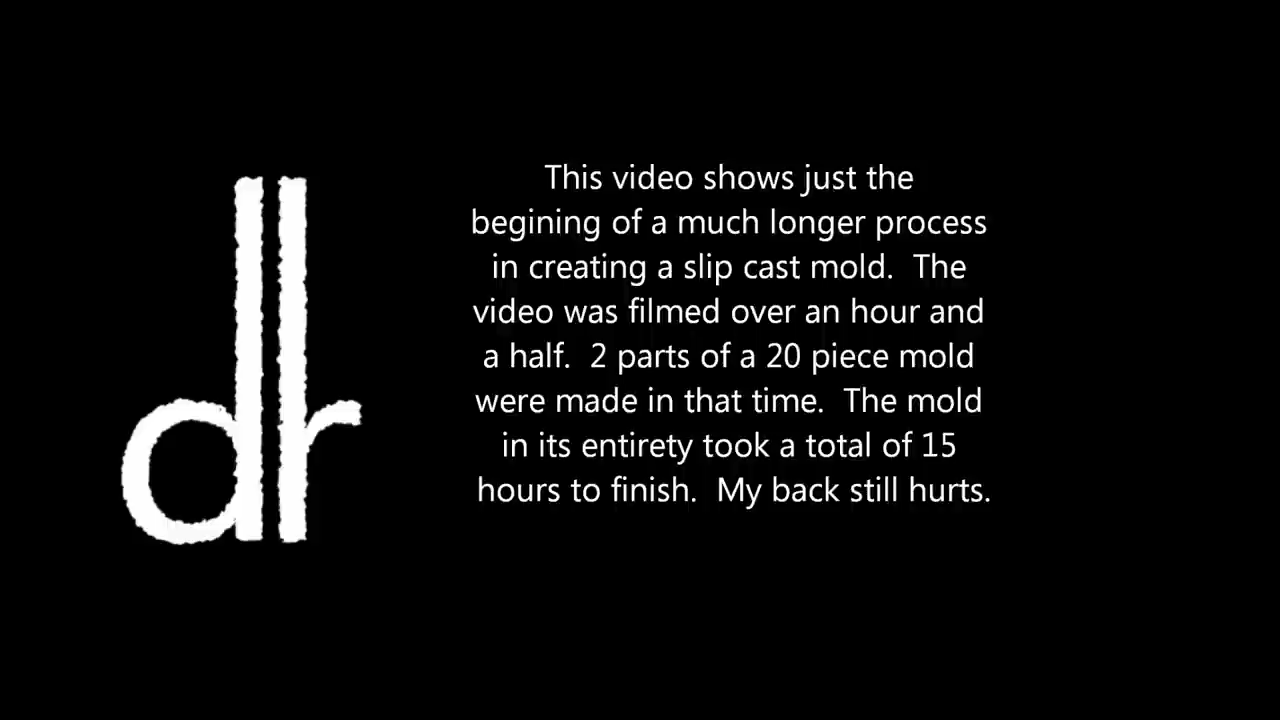 dr
This video shows just the
begining of a much longer process
in creating a slip cast mold.  The
video was filmed over an hour and
a half.  2 parts of a 20 piece mold
were made in that time.  The mold
in its entirety took a total of 15
hours to finish.  My back still hurts.